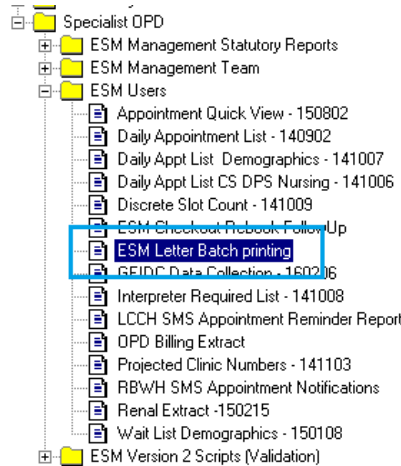 Specialist OPD
ESM Management Statutory Reports
ESM Management Team
ESM Users
Appointment Quick View - 150802
Daily Appointment List - 140902
Daily Appt List Demographics - 141007
Daily Appt List CS DPS Nursing - 141006
Discrete Slot Count - 141009
ESM Checkout Rebook FollowUp
ESM Letter Batch printing
GEIDC Data Collection - 160206
Interpreter Required List - 141008
LCCH SMS Appointment Reminder Report
OPD Billing Extract
Projected Clinic Numbers - 141103
RBWH SMS Appointment Notifications
Renal Extract -150215
Wait List Demographics - 150108
ESM Version 2 Scripts (Validation)